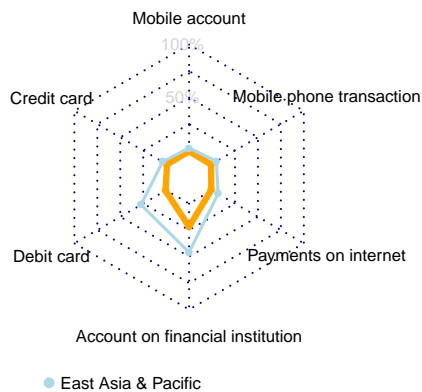 Mobile account
100%
Credit card
50%
Mobile phone transaction
Debit card
Payments on internet
Account on financial institution
East Asia & Pacific